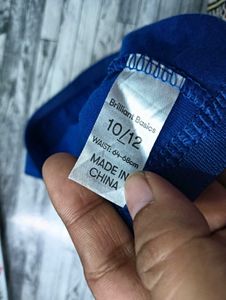 Brilliant Basics
10/12
WAIST: 64-68cm
MADE IN
CHINA